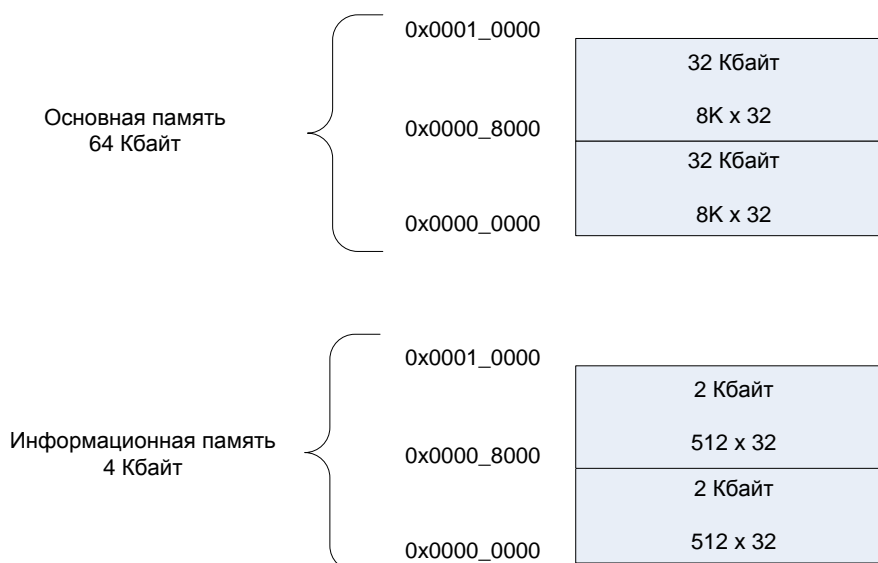 Основная память
64 Кбайт
0x0001_0000
0x0000_8000
0x0000_0000
32 Кбайт
8K x 32
32 Кбайт
8K x 32
Информационная память
4 Кбайт
0x0001_0000
0x0000_8000
0x0000_0000
2 Кбайт
512 x 32
2 Кбайт
512 x 32